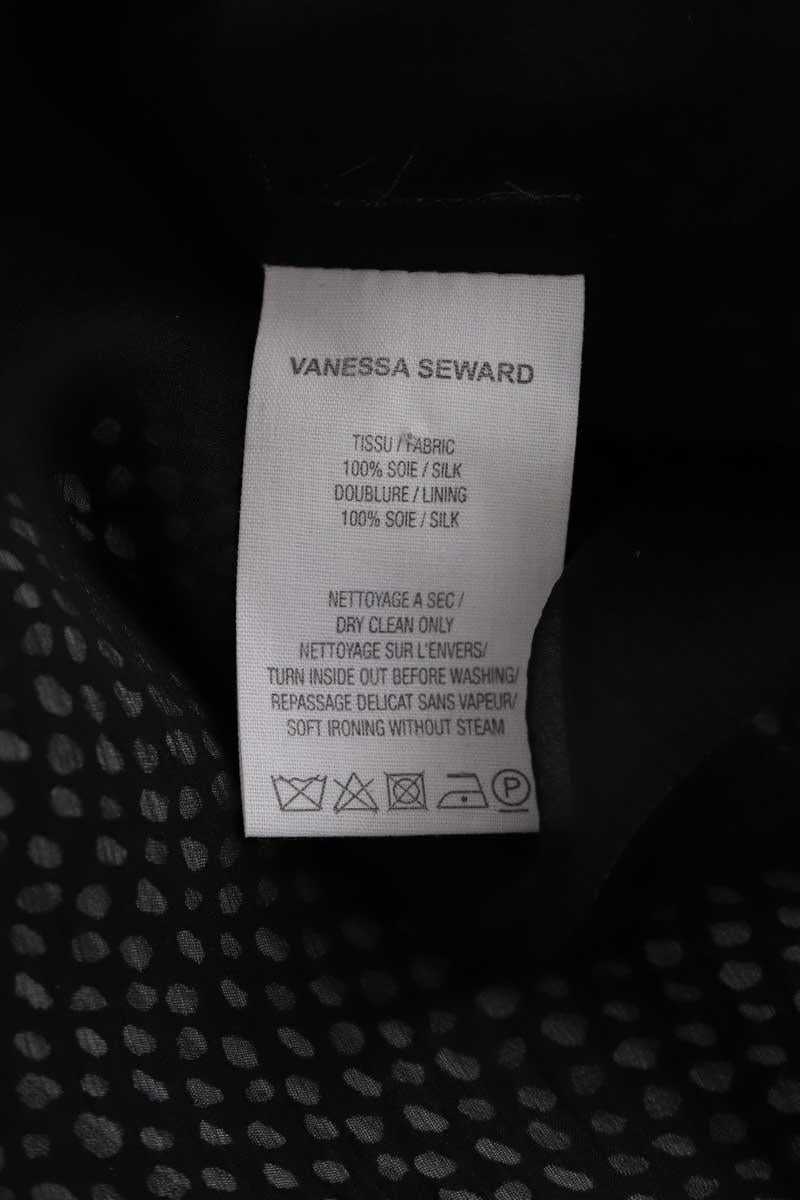 VANESSA SEWARD
TISSU / FABRIC
100% SOIE / SILK
DOUBLURE / LINING
100% SOIE / SILK
NETTOYAGE A SEC /
DRY CLEAN ONLY
NETTOYAGE SUR L'ENVERS/
TURN INSIDE OUT BEFORE WASHING/
REPASSAGE DELICAT SANS VAPEUR/
SOFT IRONING WITHOUT STEAM
P